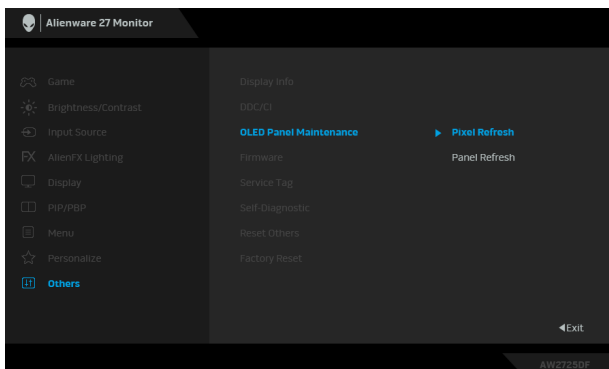 Alienware 27 Monitor
Game
Brightness/Contrast
Input Source
AlienFX Lighting
Display
PIP/PBP
Menu
Personalize
Others
Display Info
DDC/CI
OLED Panel Maintenance
Firmware
Service Tag
Self-Diagnostic
Reset Others
Factory Reset
Pixel Refresh
Panel Refresh
Exit
AW2725DF